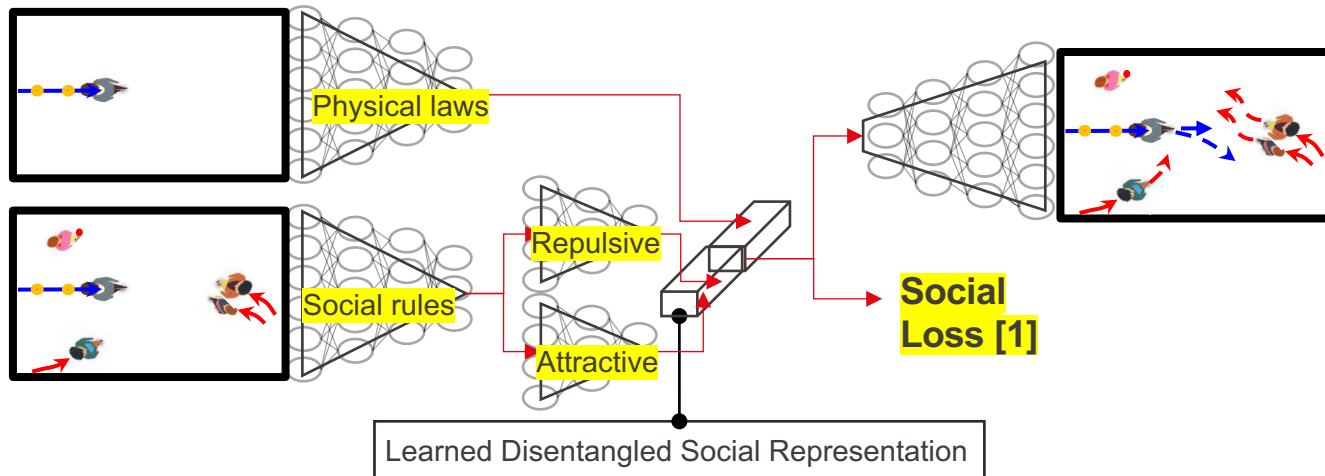 Physical laws
Social rules
Repulsive
Attractive
Social
Loss [1]
Learned Disentangled Social Representation